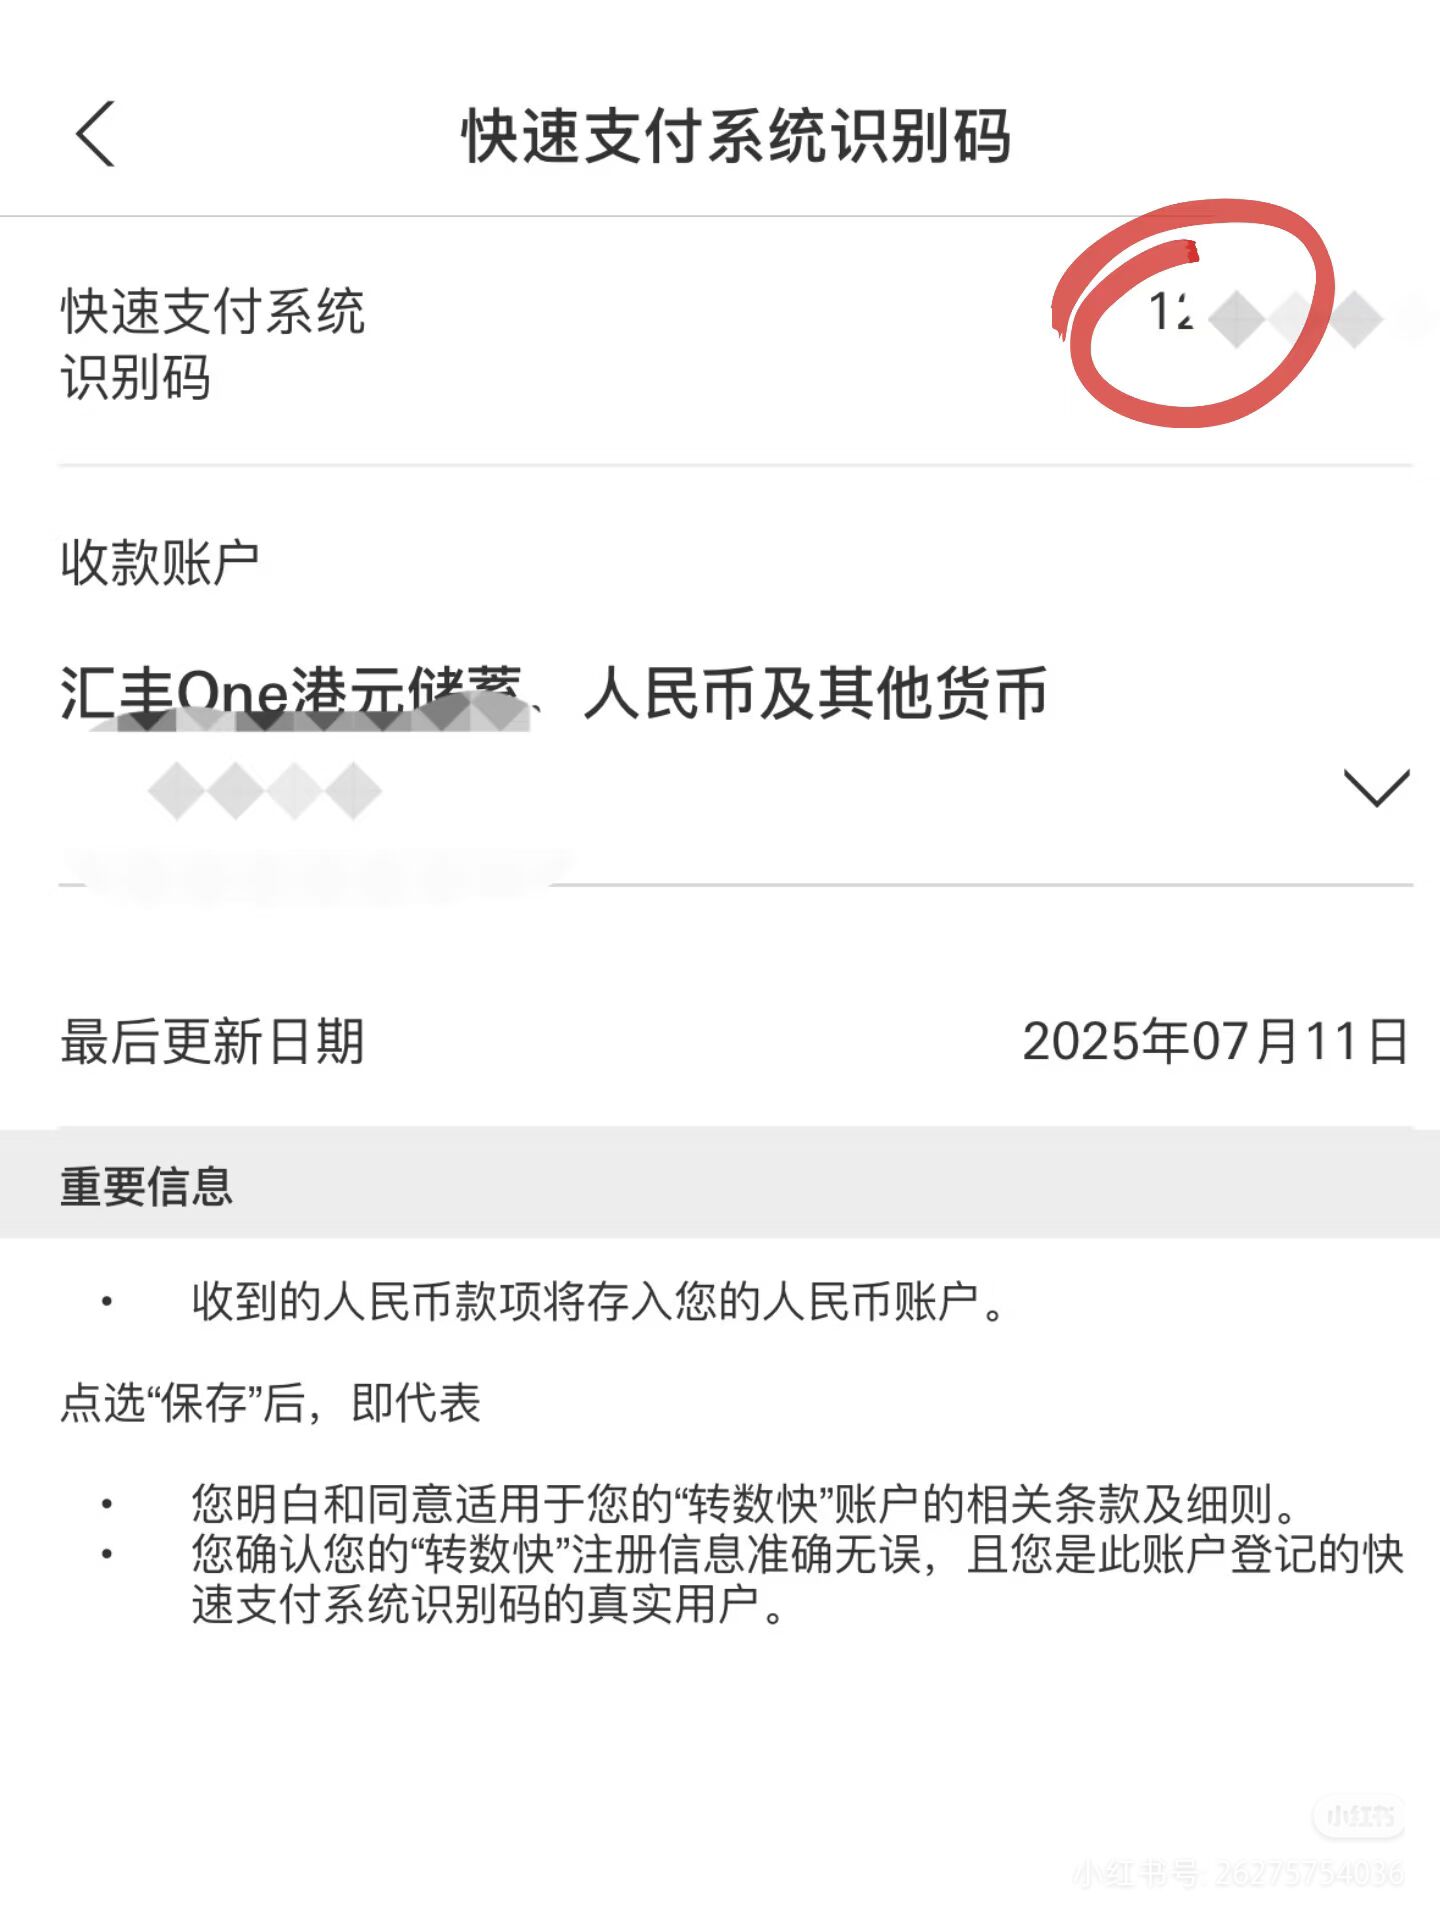 快速支付系统识别码
快速支付系统
识别码
12
收款账户
汇丰One港元储蓄、人民币及其他货币
最后更新日期
2025年07月11日
重要信息
• 收到的人民币款项将存入您的人民币账户。
点选“保存”后，即代表
• 您明白和同意适用于您的“转数快”账户的相关条款及细则。
• 您确认您的“转数快”注册信息准确无误，且您是此账户登记的快
速支付系统识别码的真实用户。
小红书
小红书号: 26275754036